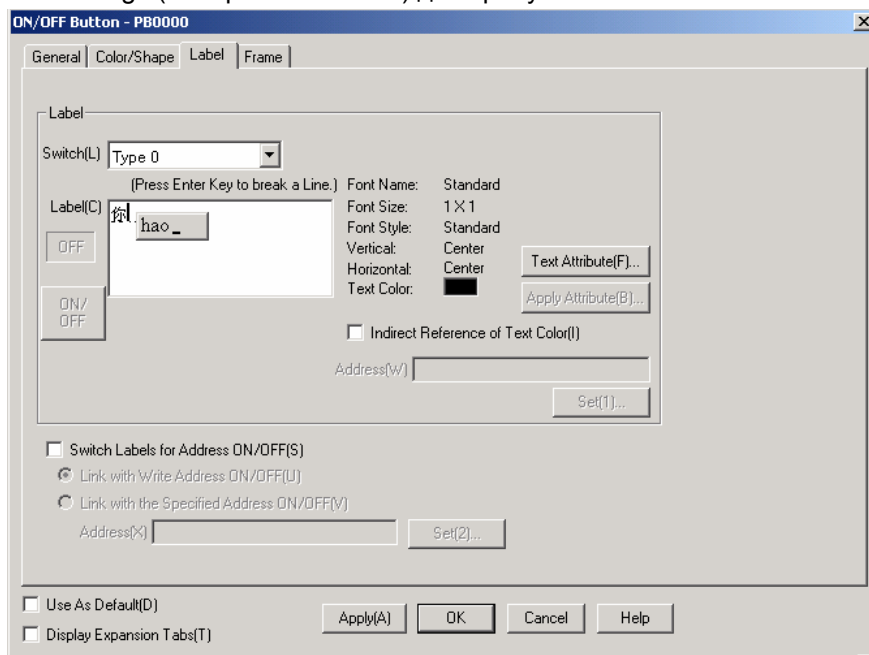 ON/OFF Button - PB0000
General Color/Shape Label Frame
Label
Switch(L) Type 0
(Press Enter Key to break a Line.)
Label(C) 你 hao_
OFF
ON/
OFF
Font Name: Standard
Font Size: 1 X 1
Font Style: Standard
Vertical: Center
Horizontal: Center
Text Color:
Text Attribute(F)...
Apply Attribute(B)...
Indirect Reference of Text Color(I)
Address(W)
Set(1)...
Switch Labels for Address ON/OFF(S)
Link with Write Address ON/OFF(U)
Link with the Specified Address ON/OFF(V)
Address(X) Set(2)...
Use As Default(D)
Display Expansion Tabs(T)
Apply(A) OK Cancel Help